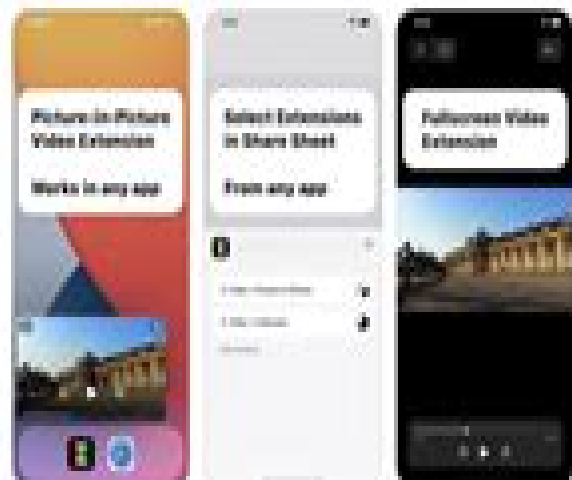 Picture in Picture
Video Extension
Works in any app
Select Extensions
in Share Sheet
From any app
Fullscreen Video
Extension